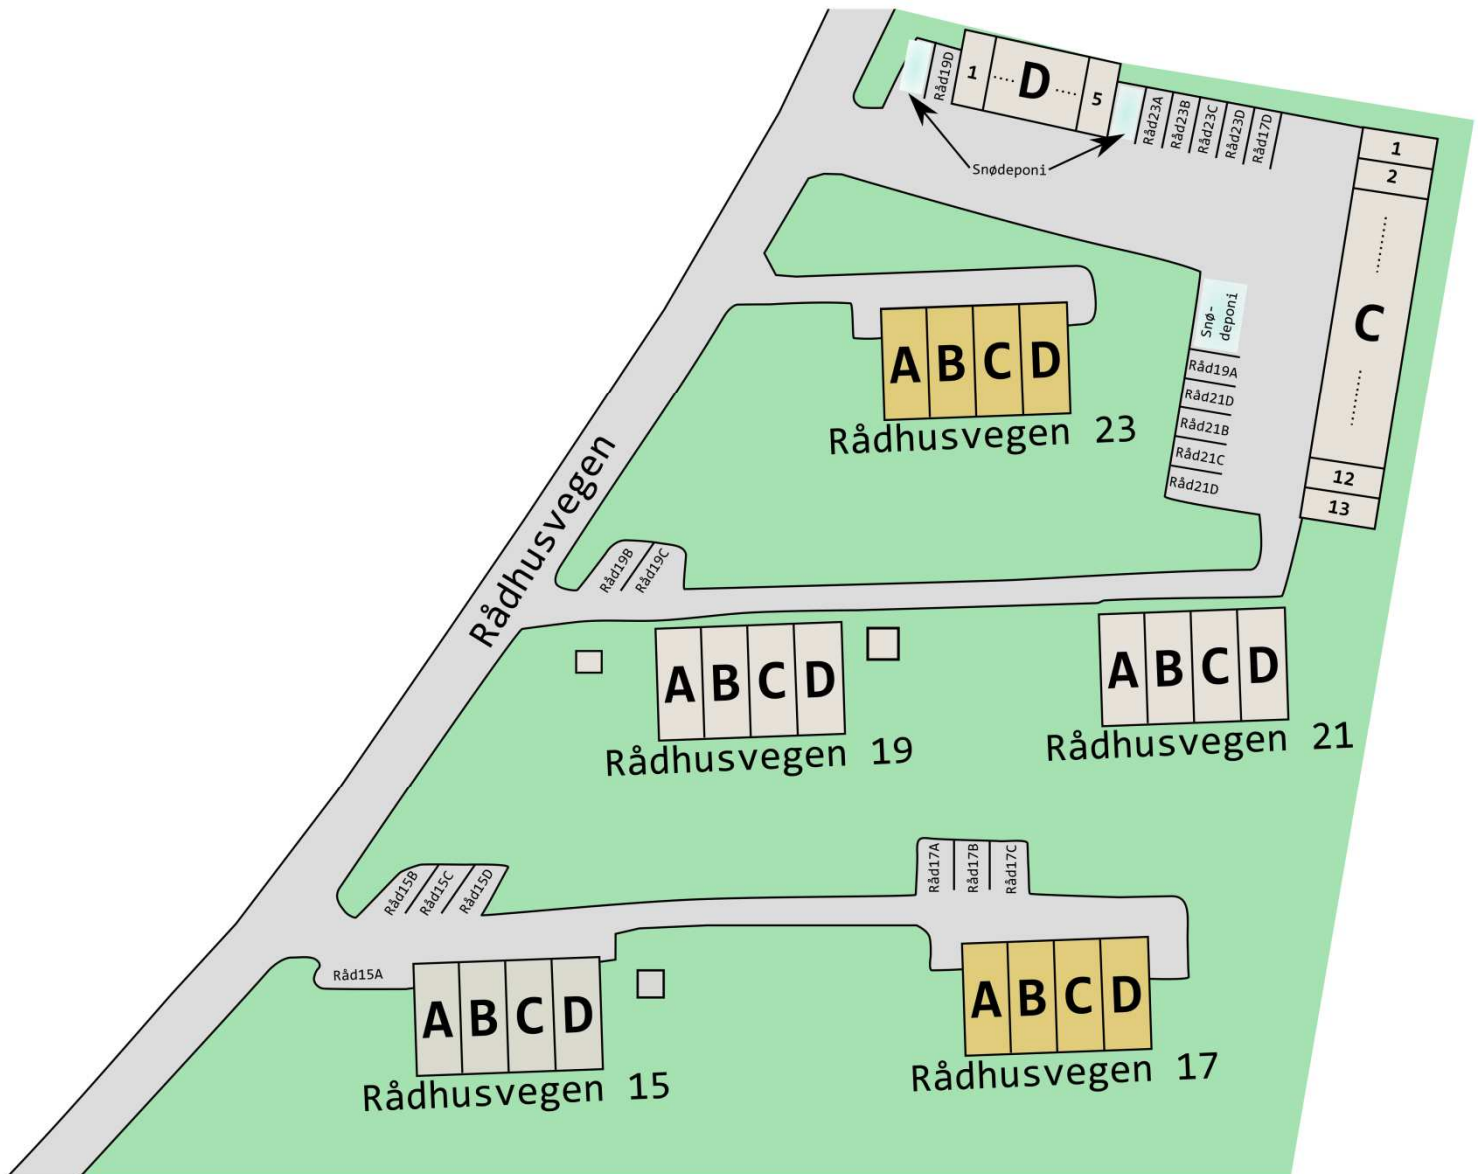 Råd19D
1
....
D
....
5
Råd23A
Råd23B
Råd23C
Råd23D
Råd17D
Snødeponi
1
2
.........
C
.........
12
13
Snø-
deponi
Råd19A
Råd21D
Råd21B
Råd21C
Råd21D
A B C D
Rådhusvegen 23
Rådhusvegen
Råd19B
Råd19C
A B C D
Rådhusvegen 19
A B C D
Rådhusvegen 21
Råd15B
Råd15C
Råd15D
Råd17A
Råd17B
Råd17C
Råd15A
A B C D
Rådhusvegen 15
A B C D
Rådhusvegen 17